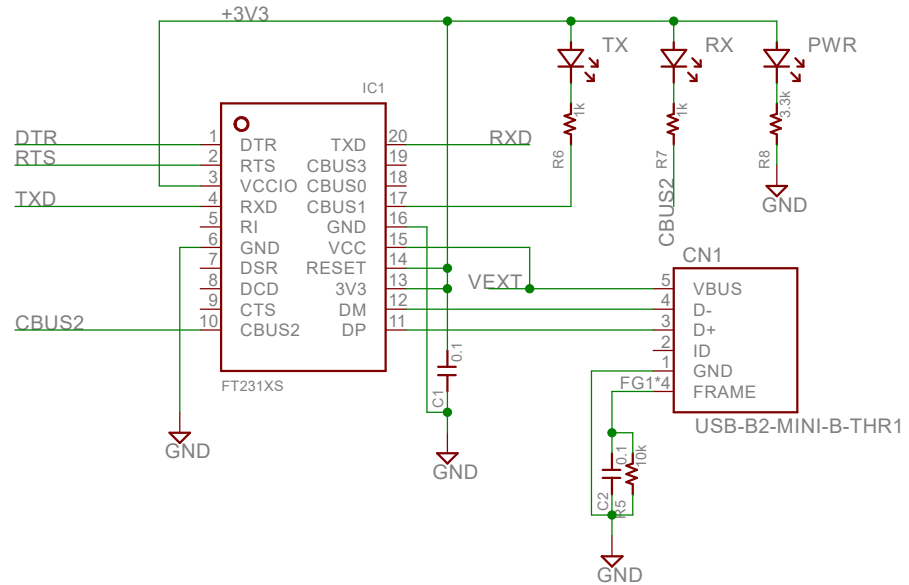 +3V3
TX
RX
PWR
IC1
1k
1k
3.3k
DTR
1
DTR
TXD
20
RXD
RTS
2
RTS
CBUS3
19
R6
R7
R8
3
VCCIO
CBUS0
18
TXD
4
RXD
CBUS1
17
CBUS2
GND
5
RI
GND
16
6
GND
VCC
15
CN1
7
DSR
RESET
14
VEXT
5
VBUS
8
DCD
3V3
13
4
D-
9
CTS
DM
12
3
D+
CBUS2
10
CBUS2
DP
11
2
ID
0.1
1
GND
FT231XS
C1
FG1*4
FRAME
USB-B2-MINI-B-THR1
GND
GND
0.1
10k
C2
R5
GND